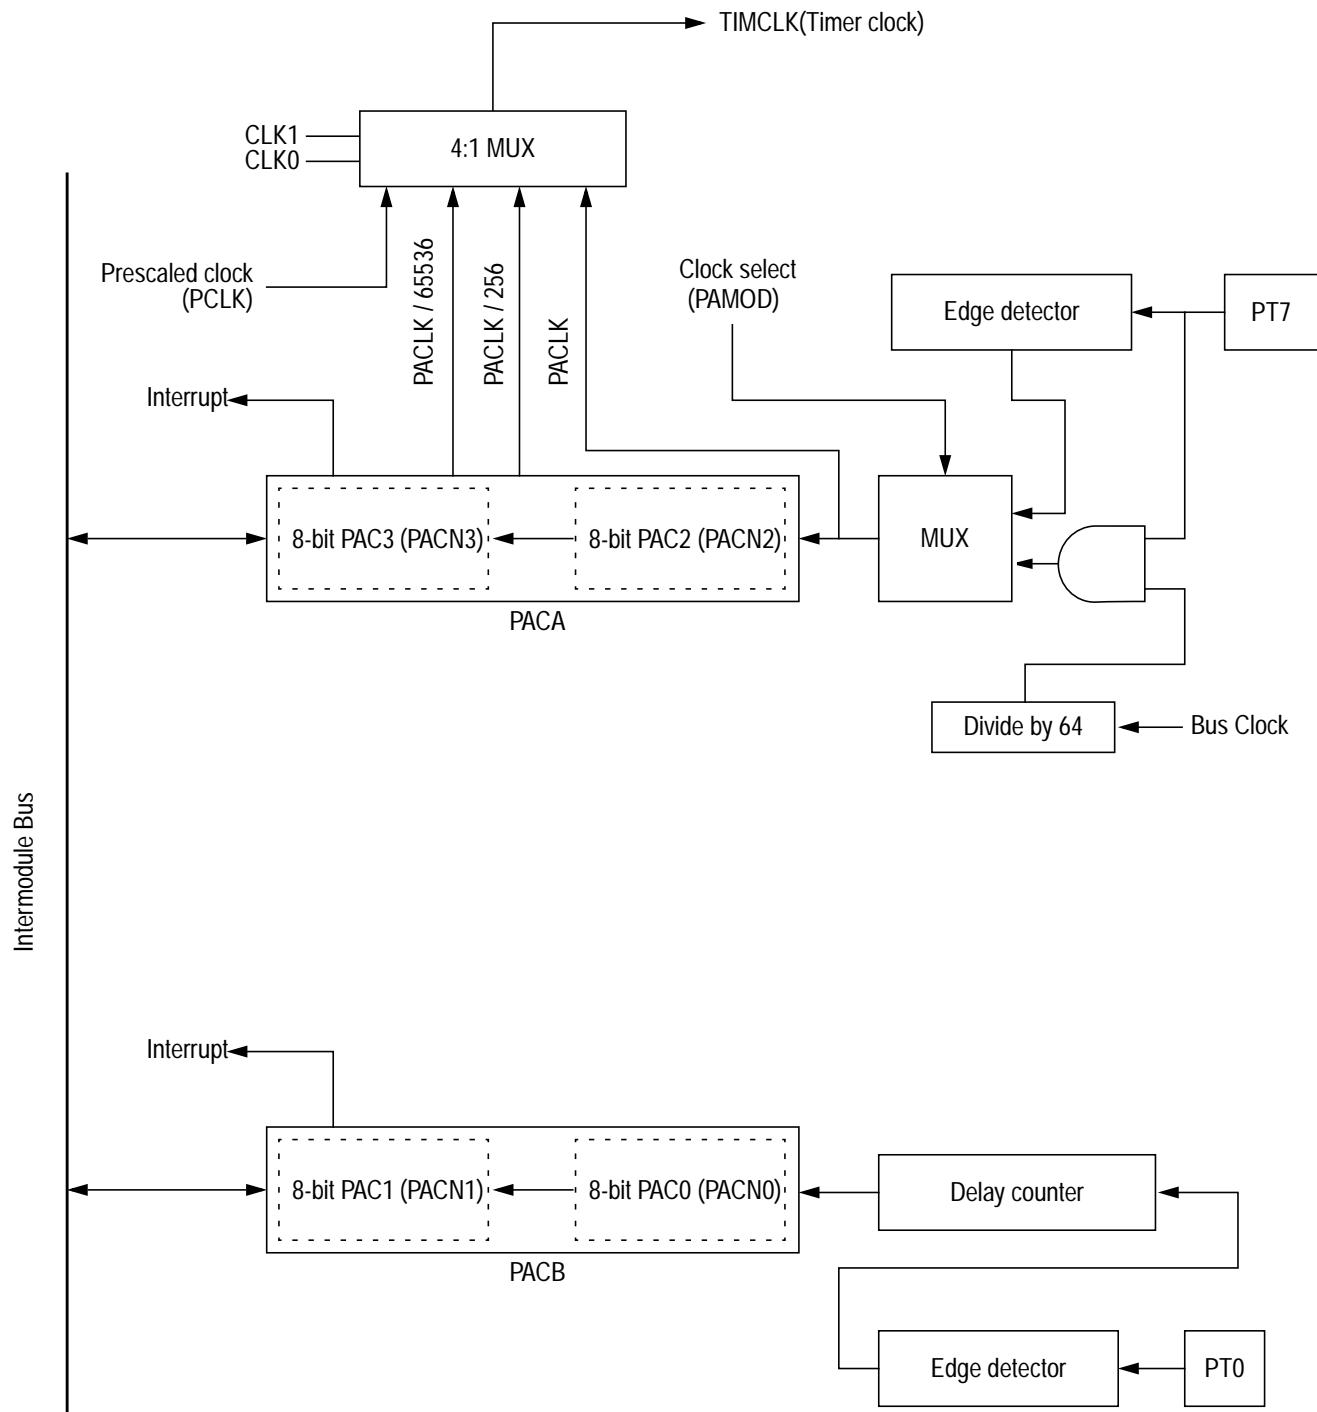 TIMCLK(Timer clock)
CLK1
CLK0
4:1 MUX
Prescaled clock
(PCLK)
PACLK / 65536
PACLK / 256
PACLK
Clock select
(PAMOD)
Edge detector
PT7
Interrupt
8-bit PAC3 (PACN3)
8-bit PAC2 (PACN2)
MUX
PACA
Divide by 64
Bus Clock
Intermodule Bus
Interrupt
8-bit PAC1 (PACN1)
8-bit PAC0 (PACN0)
Delay counter
PACB
Edge detector
PT0